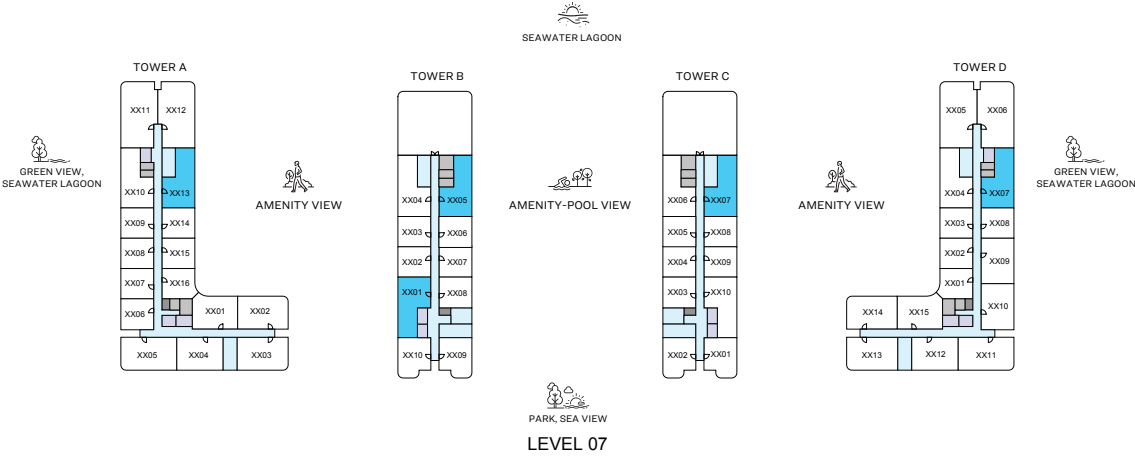 SEAWATER LAGOON
TOWER A
TOWER B
TOWER C
TOWER D
XX11 XX12
XX05 XX06
GREEN VIEW,
SEAWATER LAGOON
AMENITY VIEW
AMENITY-POOL VIEW
AMENITY VIEW
GREEN VIEW,
SEAWATER LAGOON
XX10 XX13
XX09 XX14
XX08 XX15
XX07 XX16
XX06 XX01 XX02
XX05 XX04 XX03
XX04 XX05
XX03 XX06
XX02 XX07
XX01 XX08
XX10 XX09
XX06 XX07
XX05 XX08
XX04 XX09
XX03 XX10
XX02 XX01
XX04 XX07
XX03 XX08
XX02 XX09
XX01
XX14 XX15 XX10
XX13 XX12 XX11
PARK, SEA VIEW
LEVEL 07